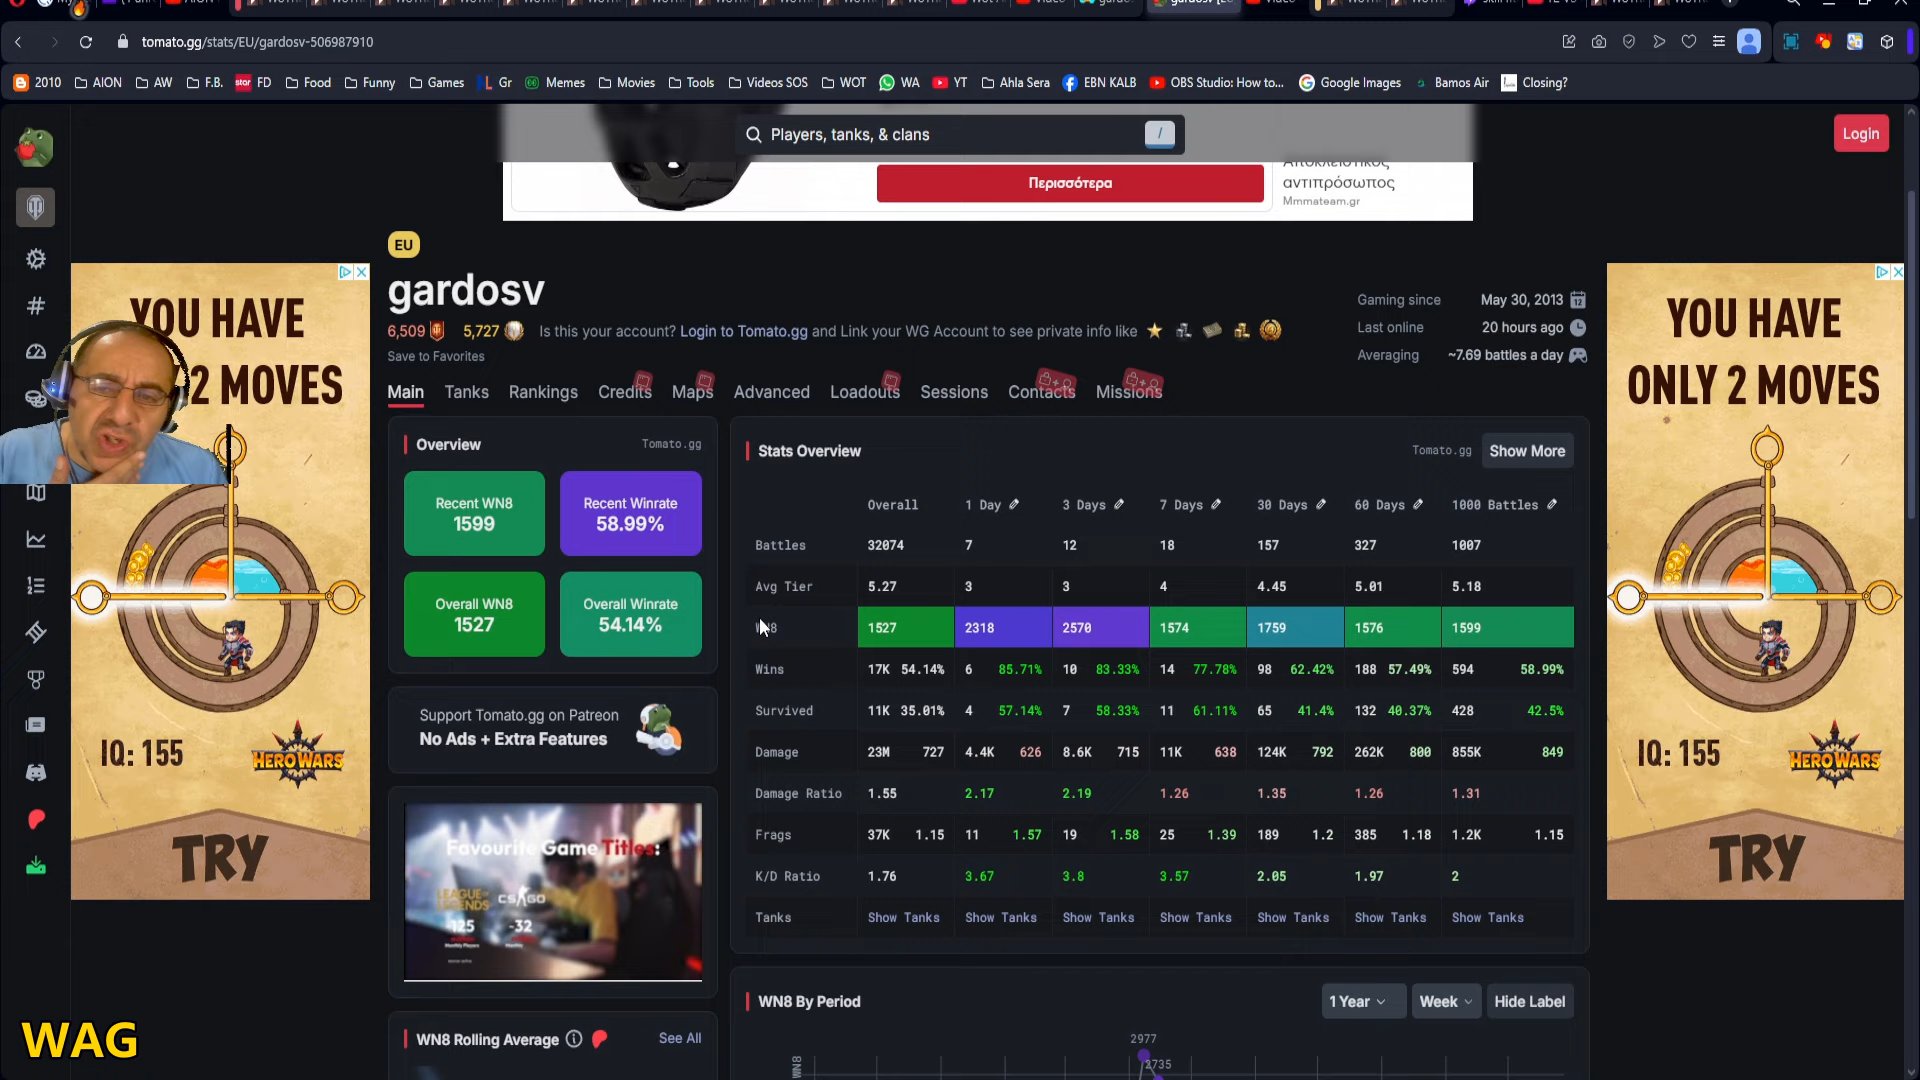 tomato.gg/stats/EU/gardosv-506987910
2010 AION AW F.B. star FD Food Funny Games Gr Memes Movies Tools Videos SOS WOT WA YT Ahla Sera EBN KALB OBS Studio: How to... Google Images Bamos Air Closing?
Players, tanks, & clans /
Login
Περισσότερα
αντιπρόσωπος
Mmmateam.gr
EU
gardosv
6,509 5,727 Is this your account? Login to Tomato.gg and Link your WG Account to see private info like
Save to Favorites
Gaming since May 30, 2013
Last online 20 hours ago
Averaging ~7.69 battles a day
Main Tanks Rankings Credits Maps Advanced Loadouts Sessions Contacts Missions
Overview Tomato.gg
Recent WN8
1599
Recent Winrate
58.99%
Overall WN8
1527
Overall Winrate
54.14%
Support Tomato.gg on Patreon
No Ads + Extra Features
Favourite Game Titles:
LEAGUE of LEGENDS CS:GO
-125 -32
WN8 Rolling Average See All
Stats Overview Tomato.gg Show More
Overall 1 Day 3 Days 7 Days 30 Days 60 Days 1000 Battles
Battles 32074 7 12 18 157 327 1007
Avg Tier 5.27 3 3 4 4.45 5.01 5.18
1527 2318 2570 1574 1759 1576 1599
Wins 17K 54.14% 6 85.71% 10 83.33% 14 77.78% 98 62.42% 188 57.49% 594 58.99%
Survived 11K 35.01% 4 57.14% 7 58.33% 11 61.11% 65 41.4% 132 40.37% 428 42.5%
Damage 23M 727 4.4K 626 8.6K 715 11K 638 124K 792 262K 800 855K 849
Damage Ratio 1.55 2.17 2.19 1.26 1.35 1.26 1.31
Frags 37K 1.15 11 1.57 19 1.58 25 1.39 189 1.2 385 1.18 1.2K 1.15
K/D Ratio 1.76 3.67 3.8 3.57 2.05 1.97 2
Tanks Show Tanks Show Tanks Show Tanks Show Tanks Show Tanks Show Tanks Show Tanks
WN8 By Period 1 Year Week Hide Label
2977
2735
WN8
YOU HAVE
2 MOVES
IQ: 155
HERO WARS
TRY
YOU HAVE
ONLY 2 MOVES
IQ: 155
HERO WARS
TRY
WAG